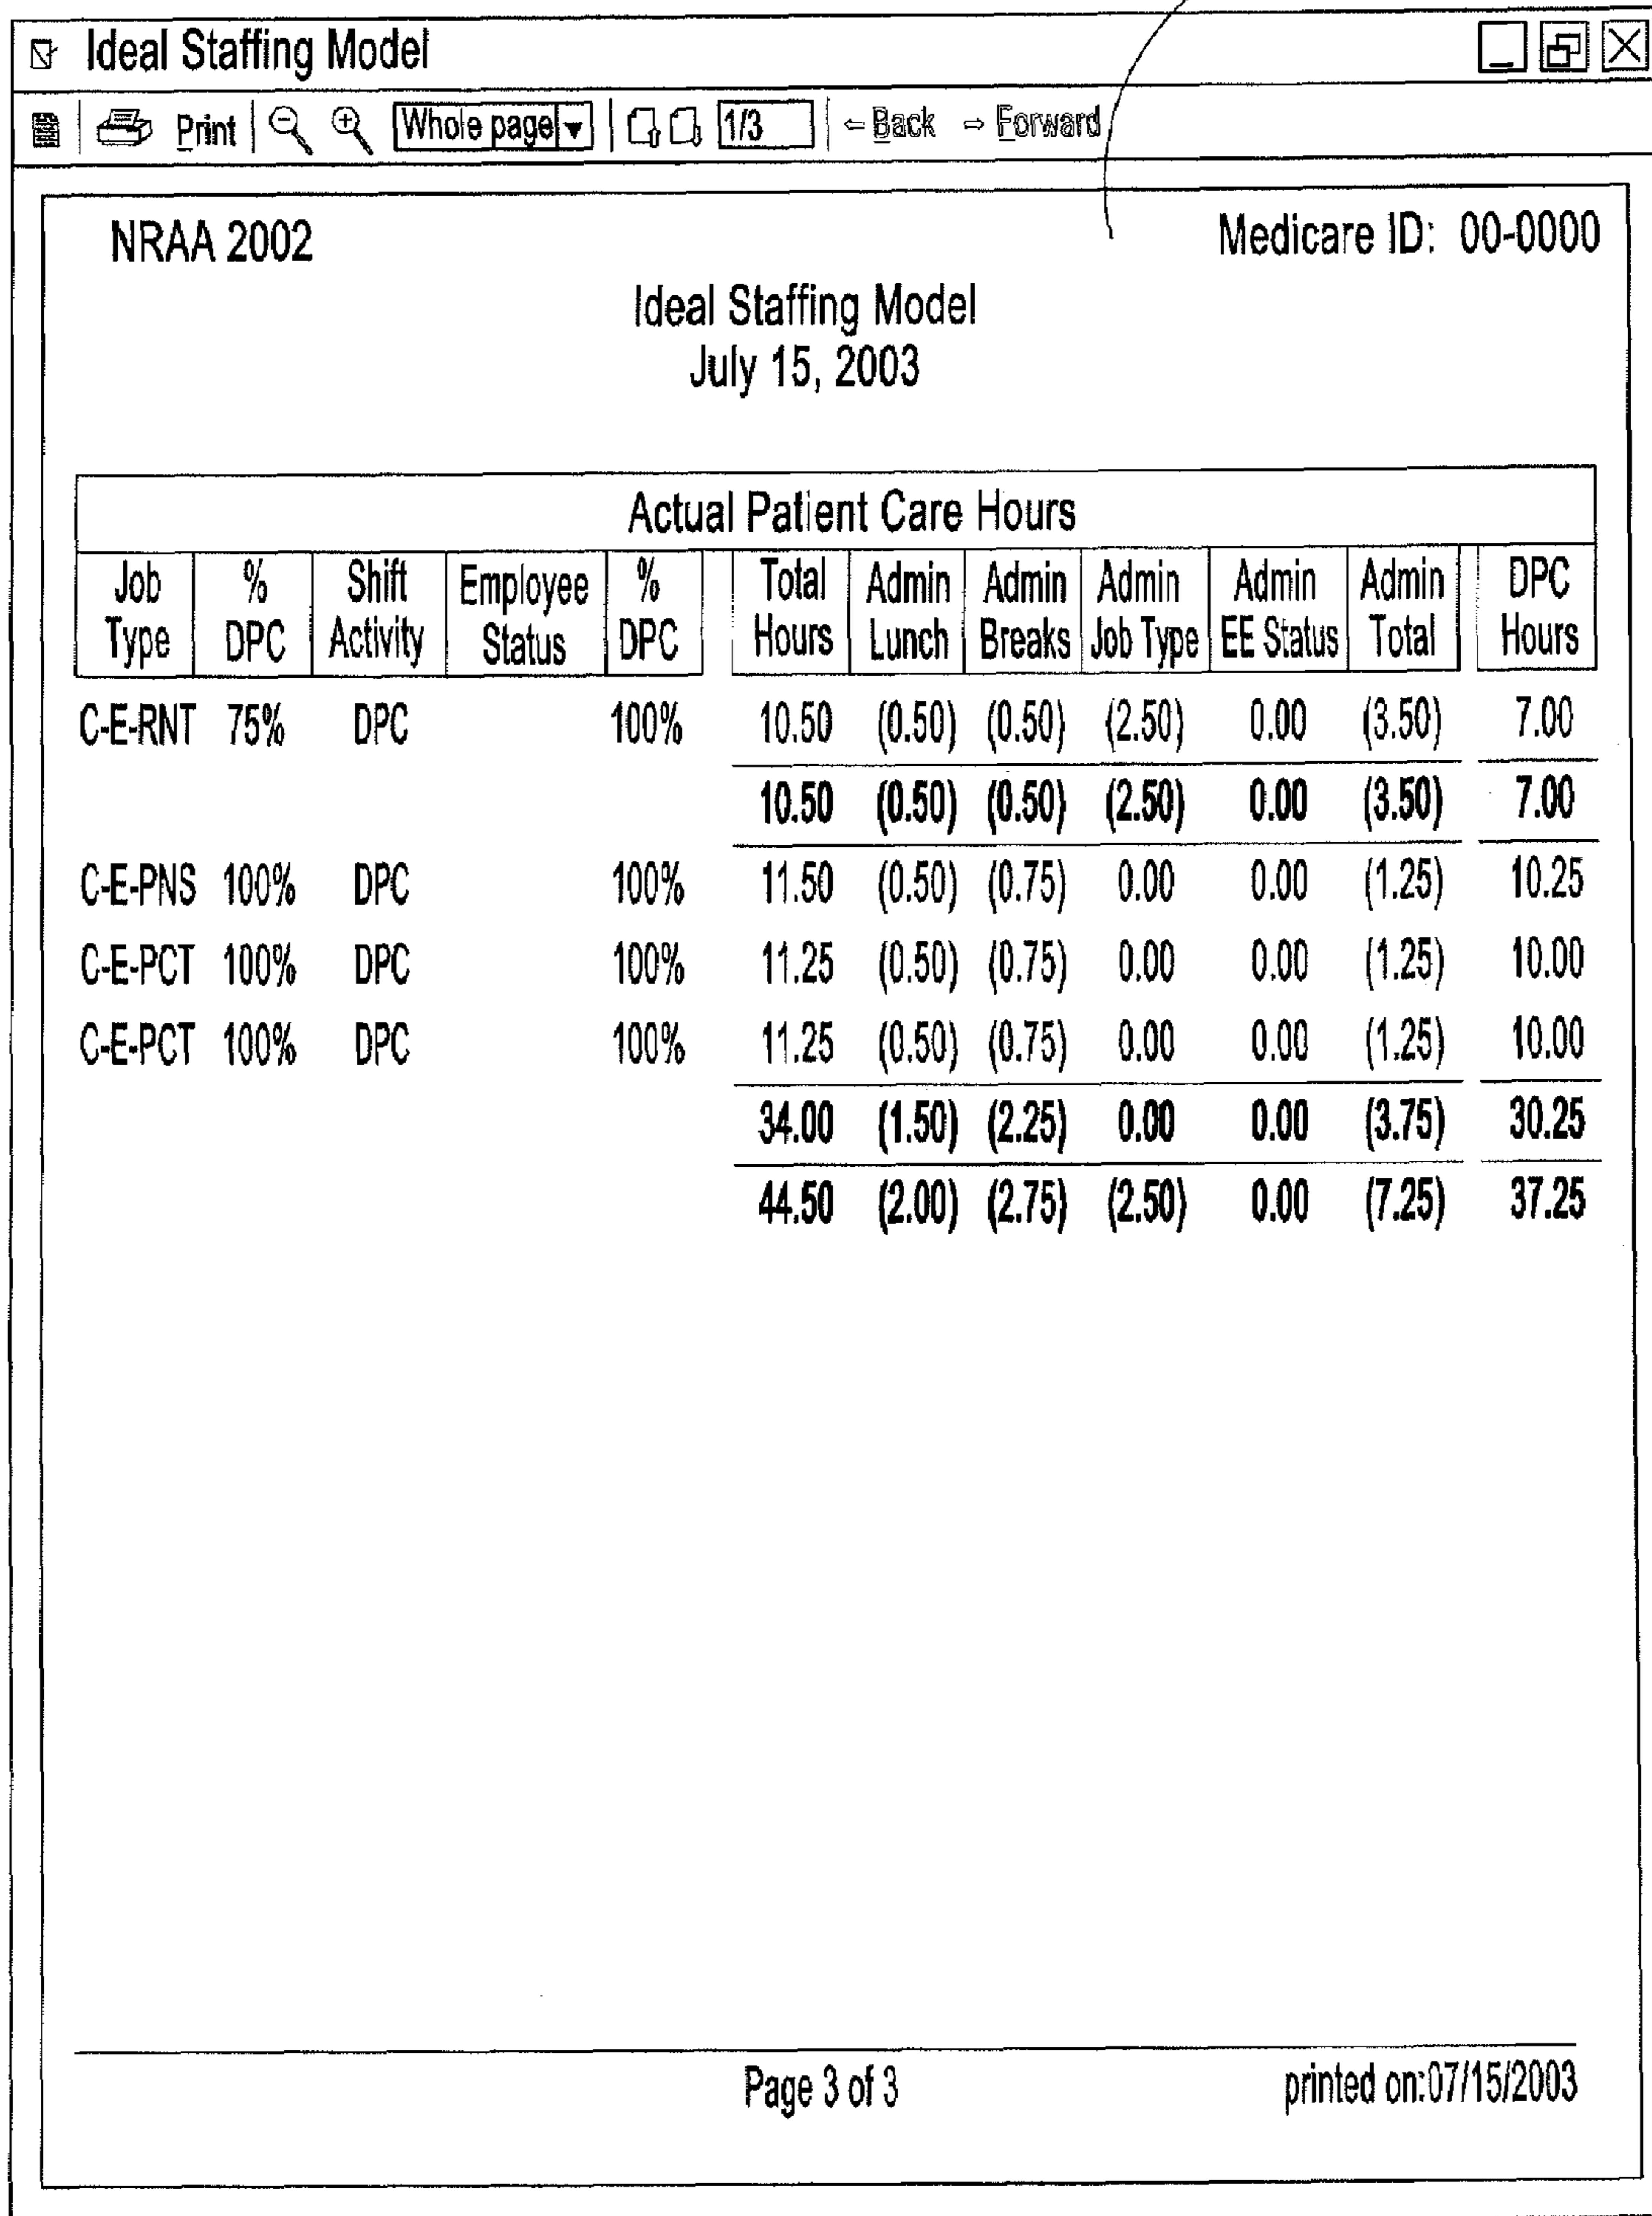 Ideal Staffing Model
Print Whole page 1/3 Back Forward
NRAA 2002 Medicare ID: 00-0000
Ideal Staffing Model
July 15, 2003
Actual Patient Care Hours
Job Type % DPC Shift Activity Employee Status % DPC Total Hours Admin Lunch Admin Breaks Admin Job Type Admin EE Status Admin Total DPC Hours
C-E-RNT 75% DPC 100% 10.50 (0.50) (0.50) (2.50) 0.00 (3.50) 7.00
10.50 (0.50) (0.50) (2.50) 0.00 (3.50) 7.00
C-E-PNS 100% DPC 100% 11.50 (0.50) (0.75) 0.00 0.00 (1.25) 10.25
C-E-PCT 100% DPC 100% 11.25 (0.50) (0.75) 0.00 0.00 (1.25) 10.00
C-E-PCT 100% DPC 100% 11.25 (0.50) (0.75) 0.00 0.00 (1.25) 10.00
34.00 (1.50) (2.25) 0.00 0.00 (3.75) 30.25
44.50 (2.00) (2.75) (2.50) 0.00 (7.25) 37.25
Page 3 of 3 printed on:07/15/2003